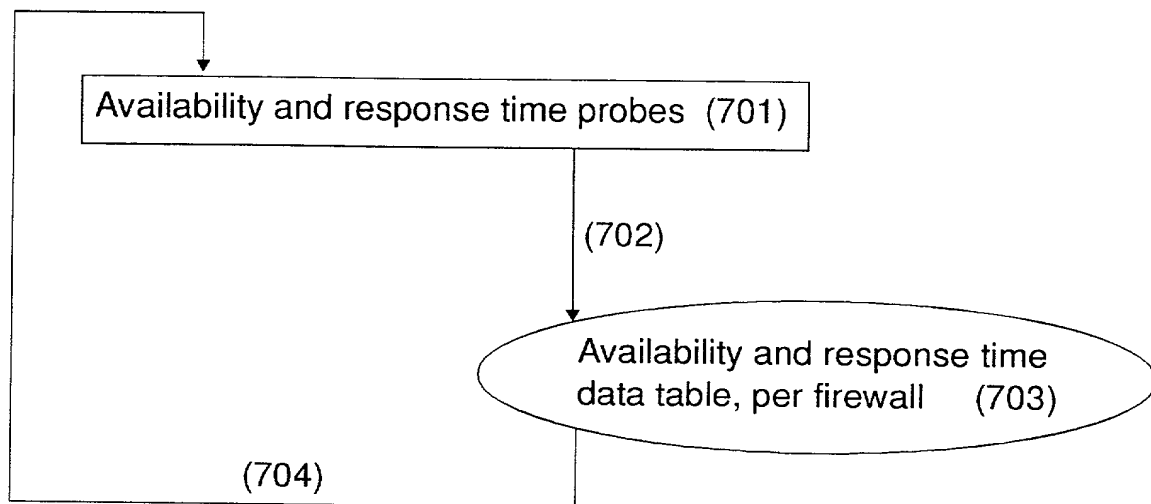 Availability and response time probes (701)
(702)
Availability and response time
data table, per firewall (703)
(704)